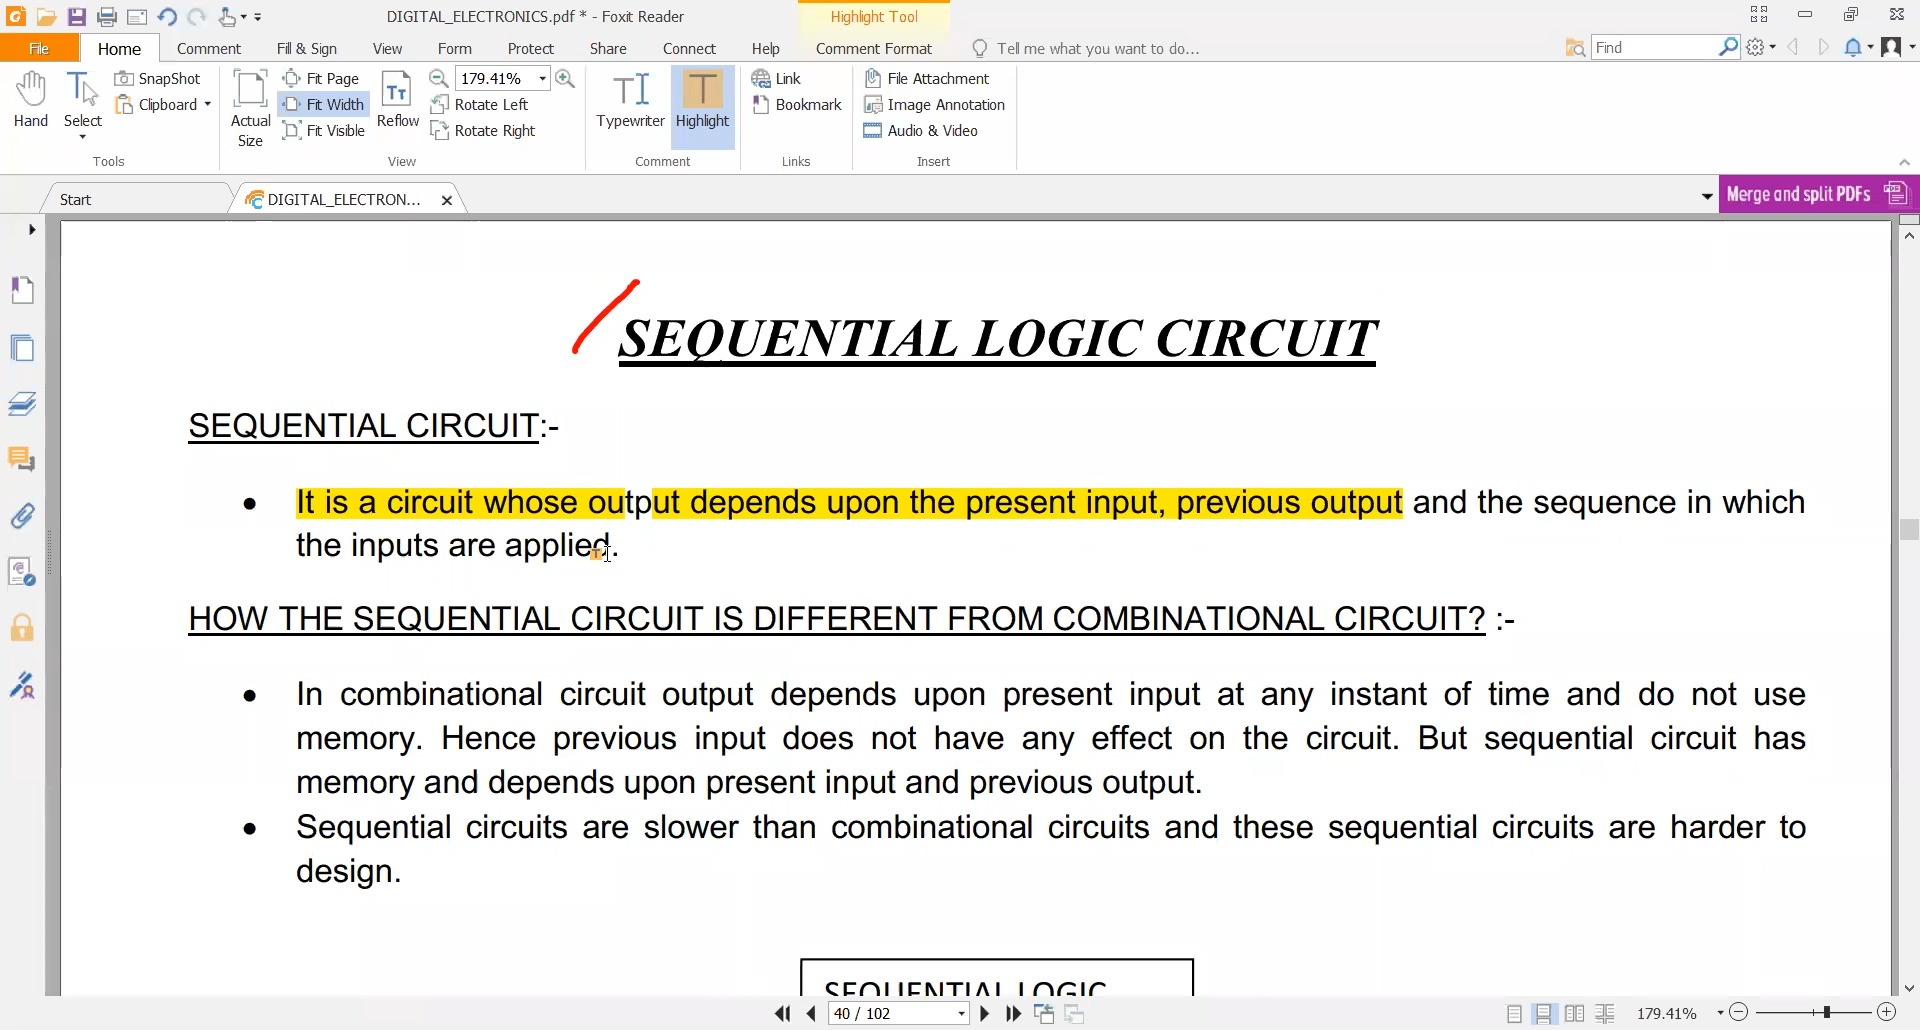 DIGITAL_ELECTRONICS.pdf * - Foxit Reader
Highlight Tool
File Home Comment Fill & Sign View Form Protect Share Connect Help Comment Format Tell me what you want to do... Find
Hand
Select
SnapShot
Clipboard
Tools
Actual Size
Fit Page
Fit Width
Fit Visible
Reflow
179.41%
Rotate Left
Rotate Right
View
Typewriter
Highlight
Comment
Link
Bookmark
Links
File Attachment
Image Annotation
Audio & Video
Insert
Start
DIGITAL_ELECTRON...
Merge and split PDFs
SEQUENTIAL LOGIC CIRCUIT
SEQUENTIAL CIRCUIT:-
• It is a circuit whose output depends upon the present input, previous output and the sequence in which
the inputs are applied.
HOW THE SEQUENTIAL CIRCUIT IS DIFFERENT FROM COMBINATIONAL CIRCUIT? :-
• In combinational circuit output depends upon present input at any instant of time and do not use
memory. Hence previous input does not have any effect on the circuit. But sequential circuit has
memory and depends upon present input and previous output.
• Sequential circuits are slower than combinational circuits and these sequential circuits are harder to
design.
SEQUENTIAL LOGIC
40 / 102
179.41%